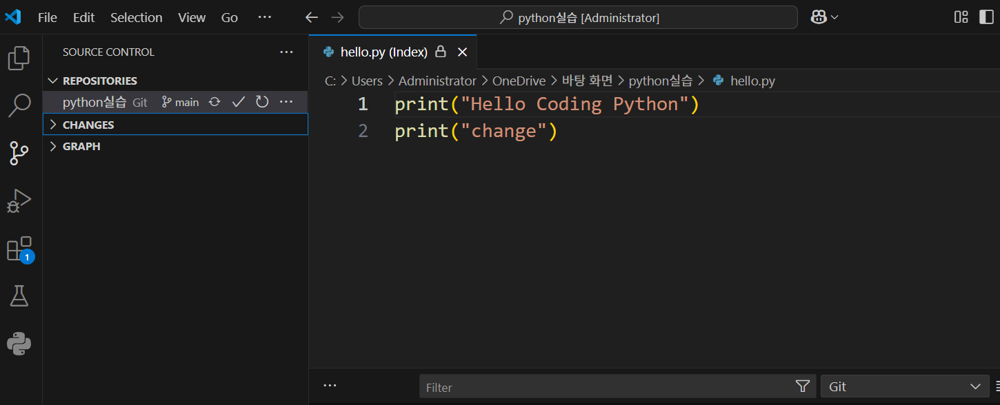 File Edit Selection View Go ··· python실습 [Administrator]
SOURCE CONTROL ···
hello.py (Index)
REPOSITORIES
python실습 Git main ···
CHANGES
GRAPH
1
C: > Users > Administrator > OneDrive > 바탕 화면 > python실습 > hello.py
1 print("Hello Coding Python")
2 print("change")
··· Filter Git